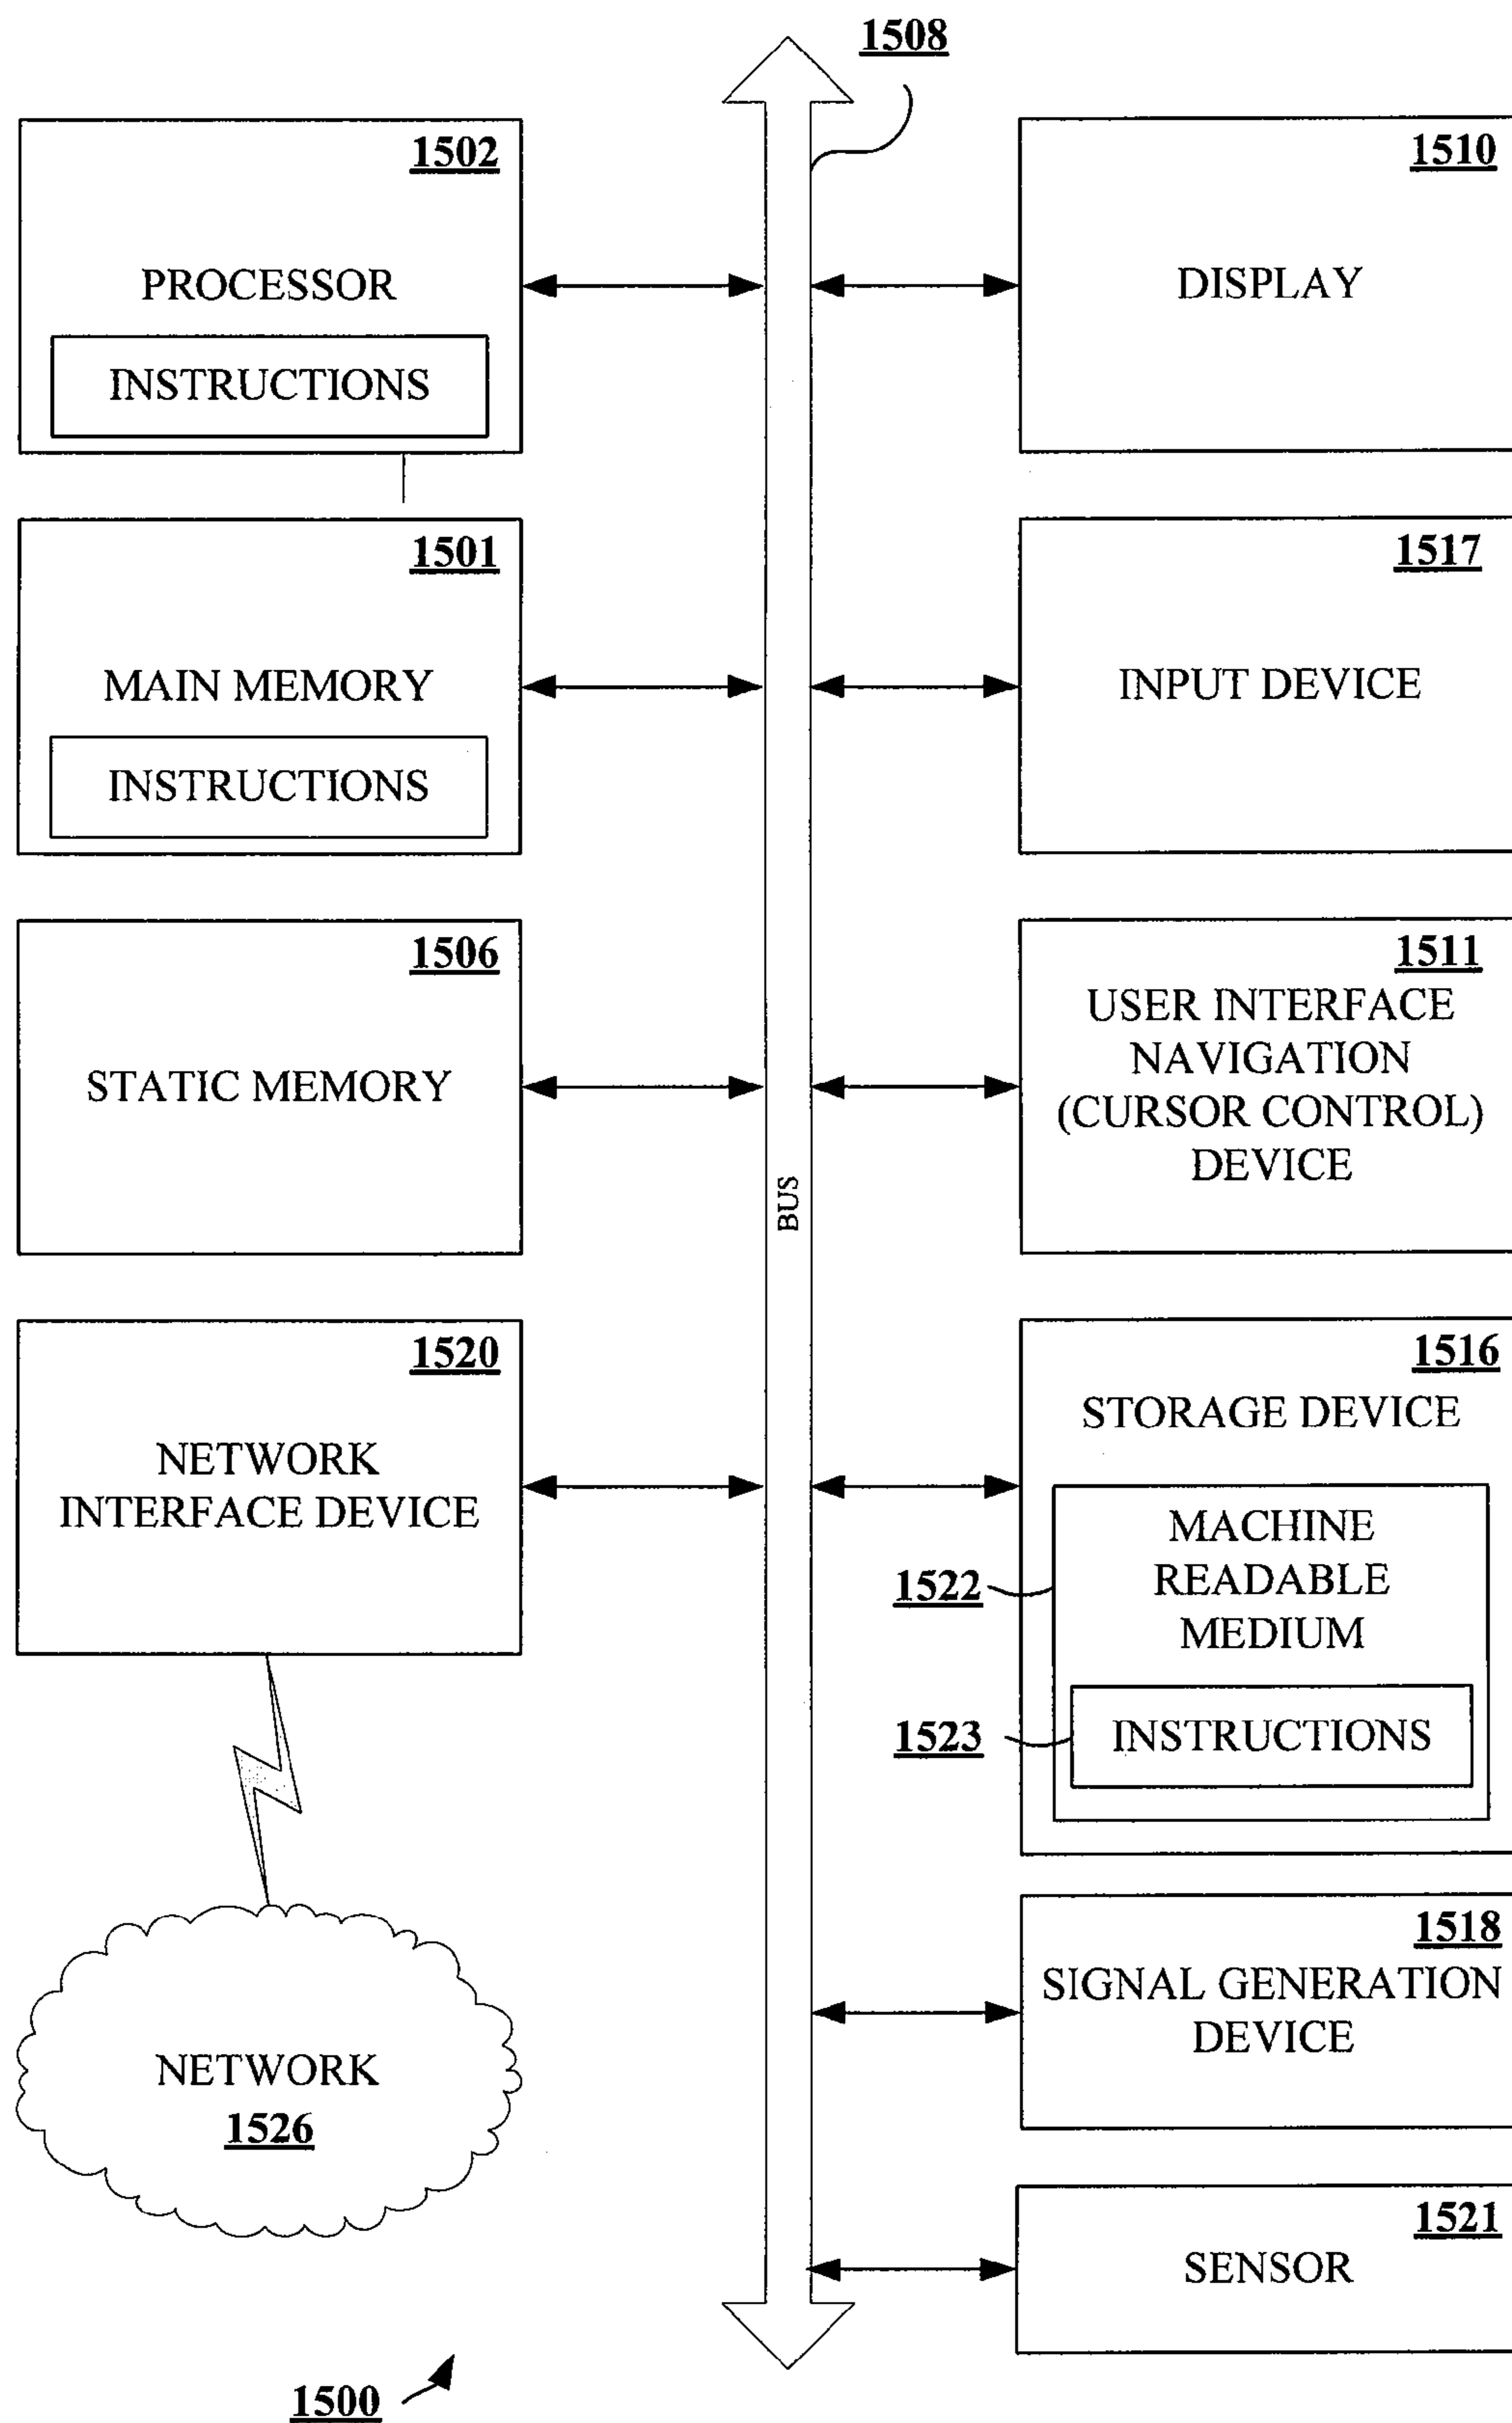 1508
1502
PROCESSOR
INSTRUCTIONS
1510
DISPLAY
1501
MAIN MEMORY
INSTRUCTIONS
1517
INPUT DEVICE
1506
STATIC MEMORY
1511
USER INTERFACE
NAVIGATION
(CURSOR CONTROL)
DEVICE
BUS
1520
NETWORK
INTERFACE DEVICE
1516
STORAGE DEVICE
MACHINE
READABLE
MEDIUM
1522
INSTRUCTIONS
1523
1518
SIGNAL GENERATION
DEVICE
NETWORK
1526
1521
SENSOR
1500